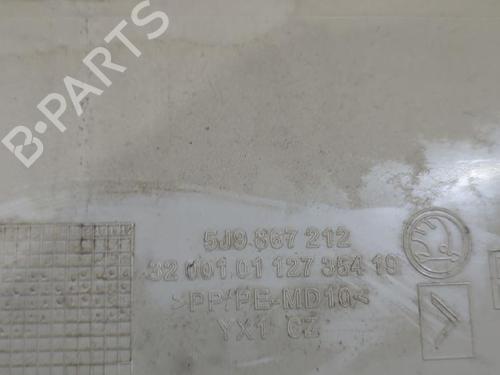 B-PARTS
5J9 867 212
32 001.01 127 354 19
>PP/PE-MD10<
YX1 CZ